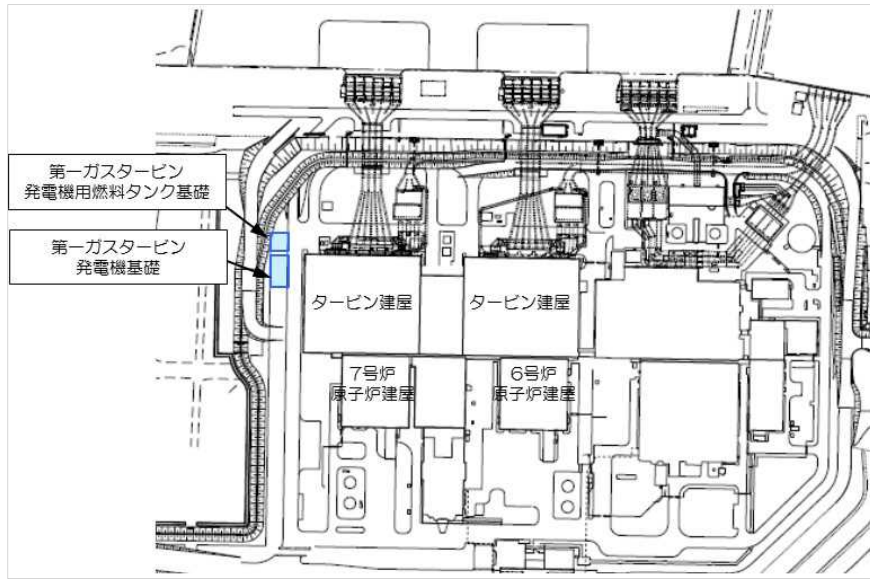 第一ガスタービン
発電機用燃料タンク基礎
第一ガスタービン
発電機基礎
タービン建屋
タービン建屋
7号炉
原子炉建屋
6号炉
原子炉建屋